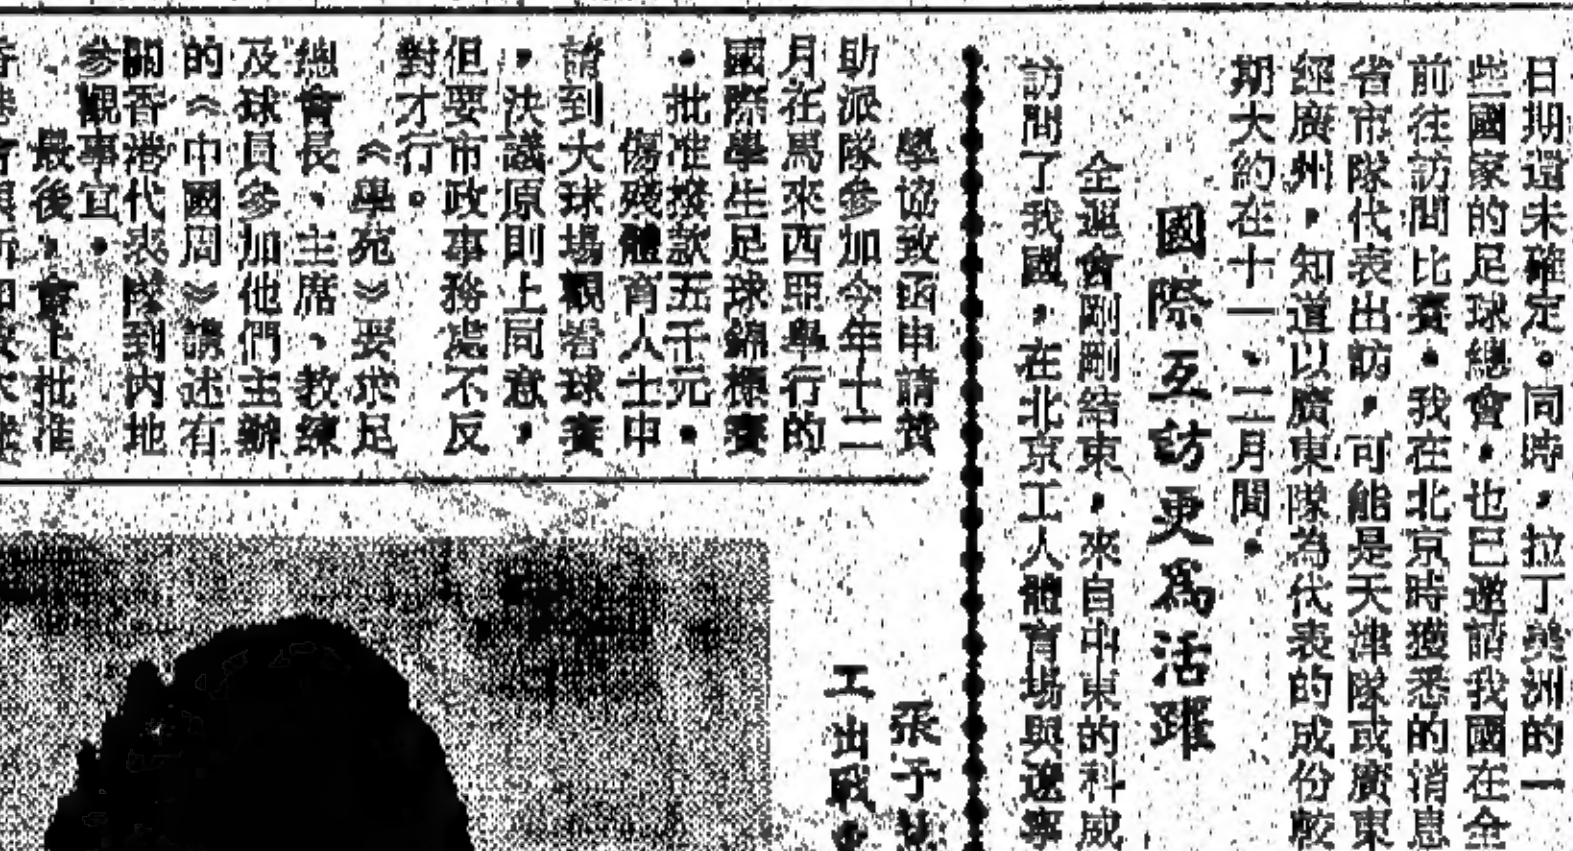 日期還未確定。同時,拉丁美洲的一
些國家的足球總會,也已邀請我國在全
前往訪問比賽。我在北京時獲悉的消息
省市隊代表出訪,可能是天津隊或廣東
經廣州,知道以廣東隊為代表的成份較
期大約在十一、二月間。
國際互訪更爲活躍
全運會剛剛結束,來自中東的科威
訪問了我國,在北京工人體育場與遼寧
學協致函申請贊
助派隊參加今年十二
月在馬來西亞舉行的
國際學生足球錦標賽
,批准撥款五千元。
傷殘體育人士申
請到大球場觀看球賽
,決議原則上同意,
但要市政事務處不反
對才行。
《學苑》要求足
總會長、主席、教練
及球員參加他們主辦
的《中國周》講述有
關香港代表隊到內地
參觀事宜。
最後,會上批准
張子
工出戰